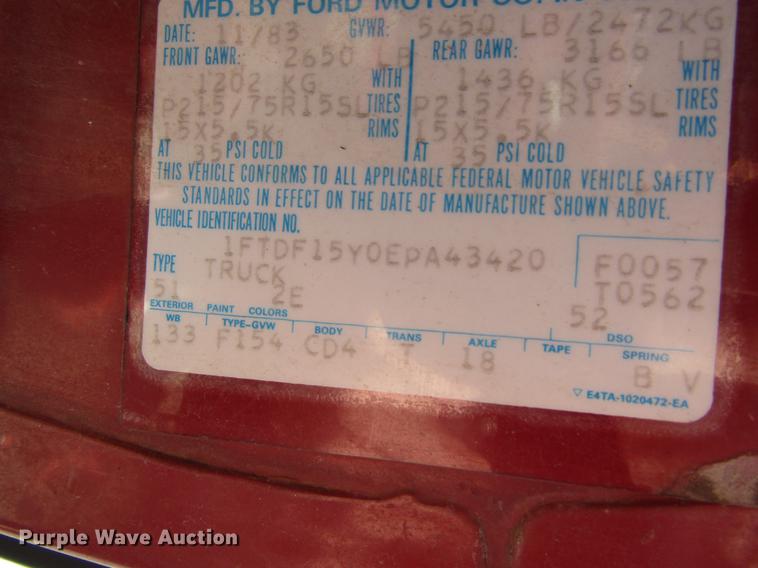 MFD. BY FORD MOTOR CO. IN
DATE: 11/83 GVWR: 5450 LB/2472KG
FRONT GAWR: 2650 LB REAR GAWR: 3166 LB
1202 KG WITH 1436 KG WITH
P215/75R15SL TIRES P215/75R15SL TIRES
15X5.5K RIMS 15X5.5K RIMS
AT 35 PSI COLD AT 35 PSI COLD
THIS VEHICLE CONFORMS TO ALL APPLICABLE FEDERAL MOTOR VEHICLE SAFETY
STANDARDS IN EFFECT ON THE DATE OF MANUFACTURE SHOWN ABOVE.
VEHICLE IDENTIFICATION NO.
1FTDF15Y0EPA43420 F0057
TYPE TRUCK T0562
51 2E 52
EXTERIOR PAINT COLORS DSO
WB TYPE-GVW BODY TRANS AXLE TAPE SPRING
133 F154 CD4 T 18 B V
▽ E4TA-1020472-EA
Purple Wave Auction